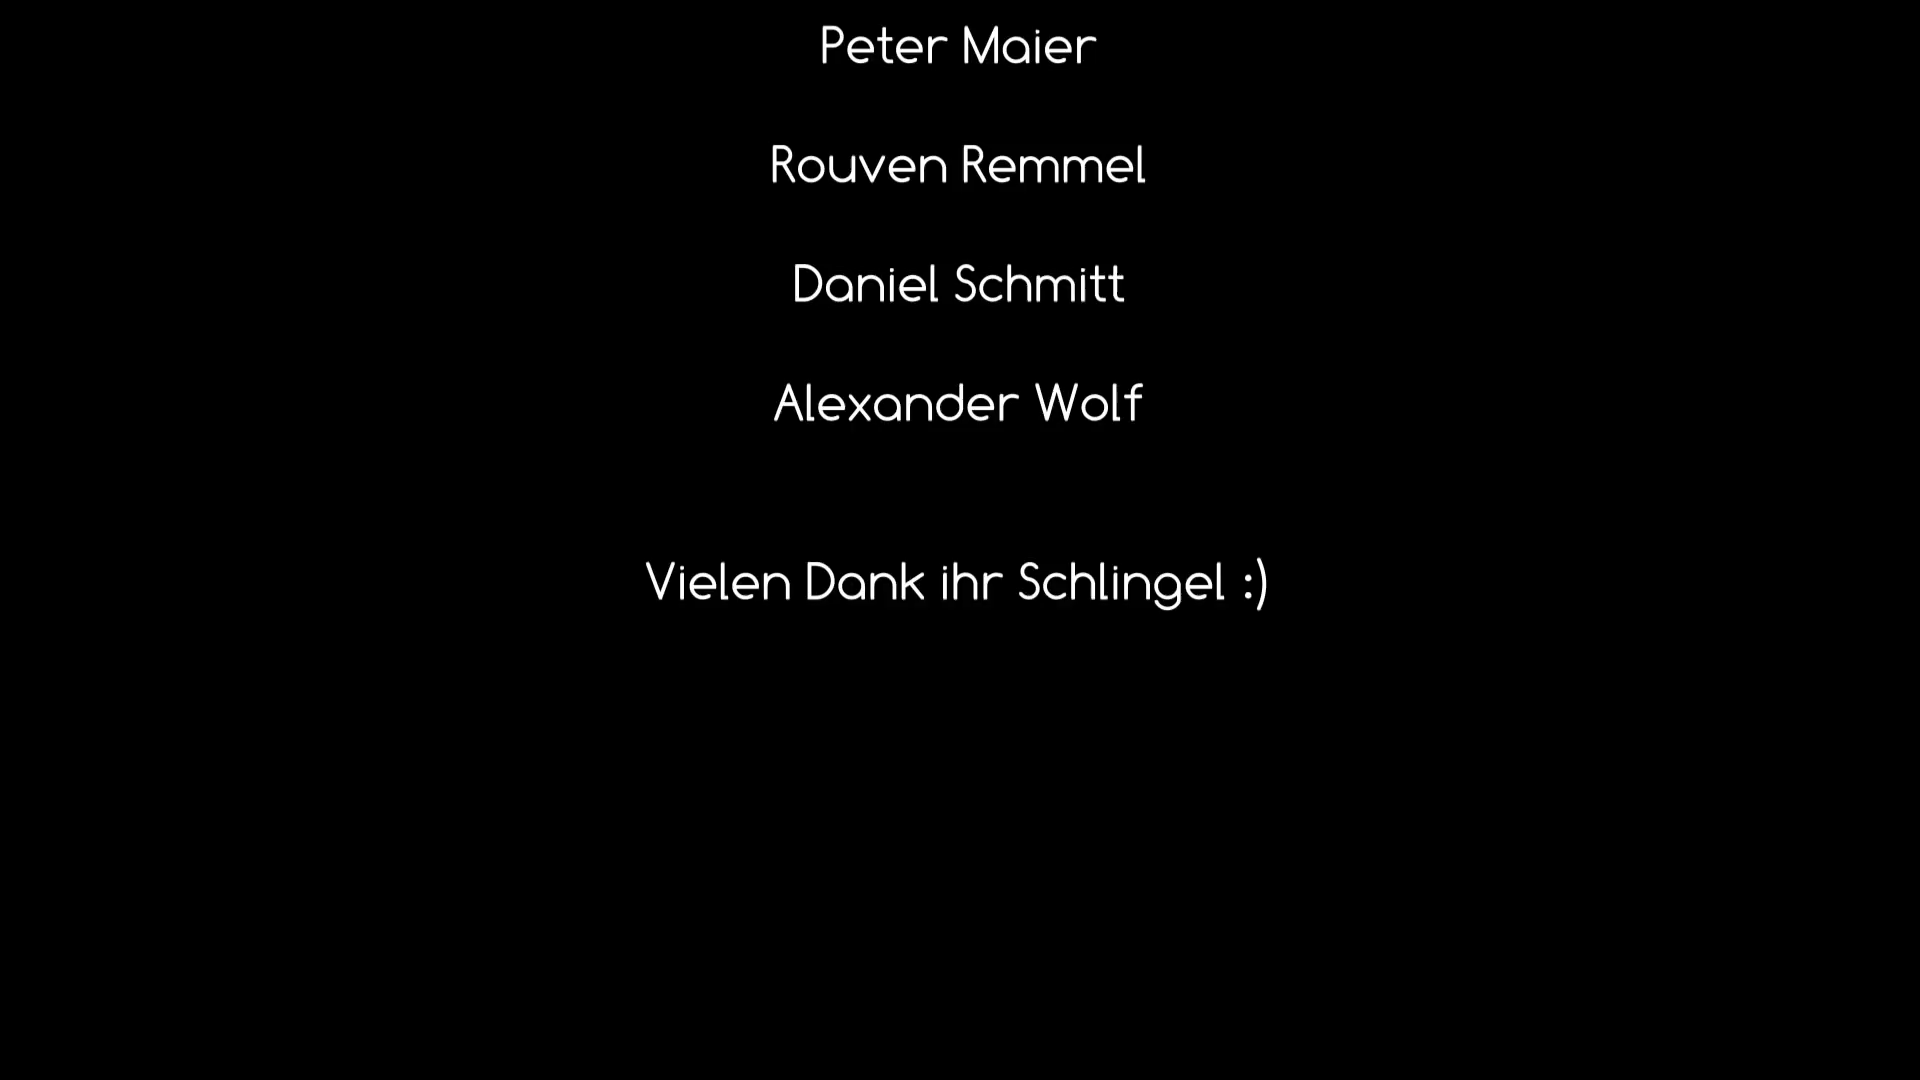 Peter Maier
Rouven Remmel
Daniel Schmitt
Alexander Wolf
Vielen Dank ihr Schlingel :)